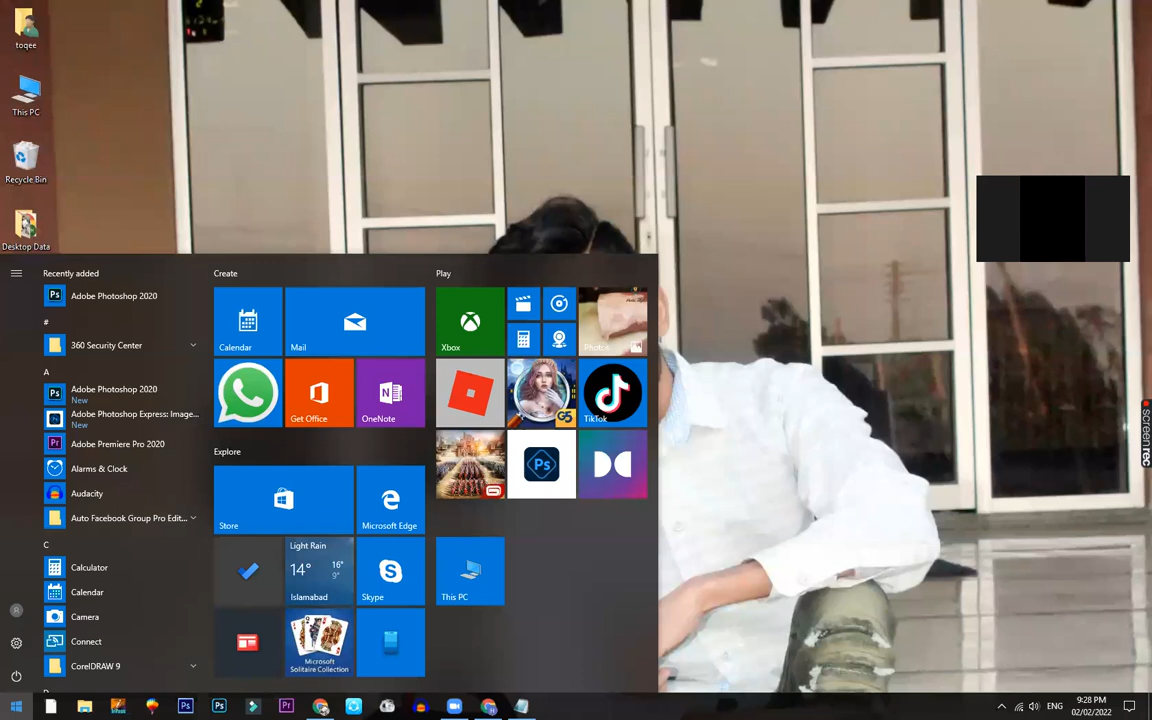 toqee
This PC
Recycle Bin
Desktop Data
Recently added
Adobe Photoshop 2020
#
360 Security Center
A
Adobe Photoshop 2020
New
Adobe Photoshop Express: Image...
New
Adobe Premiere Pro 2020
Alarms & Clock
Audacity
Auto Facebook Group Pro Edit...
C
Calculator
Calendar
Camera
Connect
CorelDRAW 9
R
Create
Calendar
Mail
Get Office
OneNote
Explore
Store
Microsoft Edge
Light Rain
14° 16°
9°
Islamabad
Skype
Microsoft
Solitaire Collection
Play
Xbox
Photos
G5
TikTok
Ps
This PC
screenrec
ENG
9:28 PM
02/02/2022